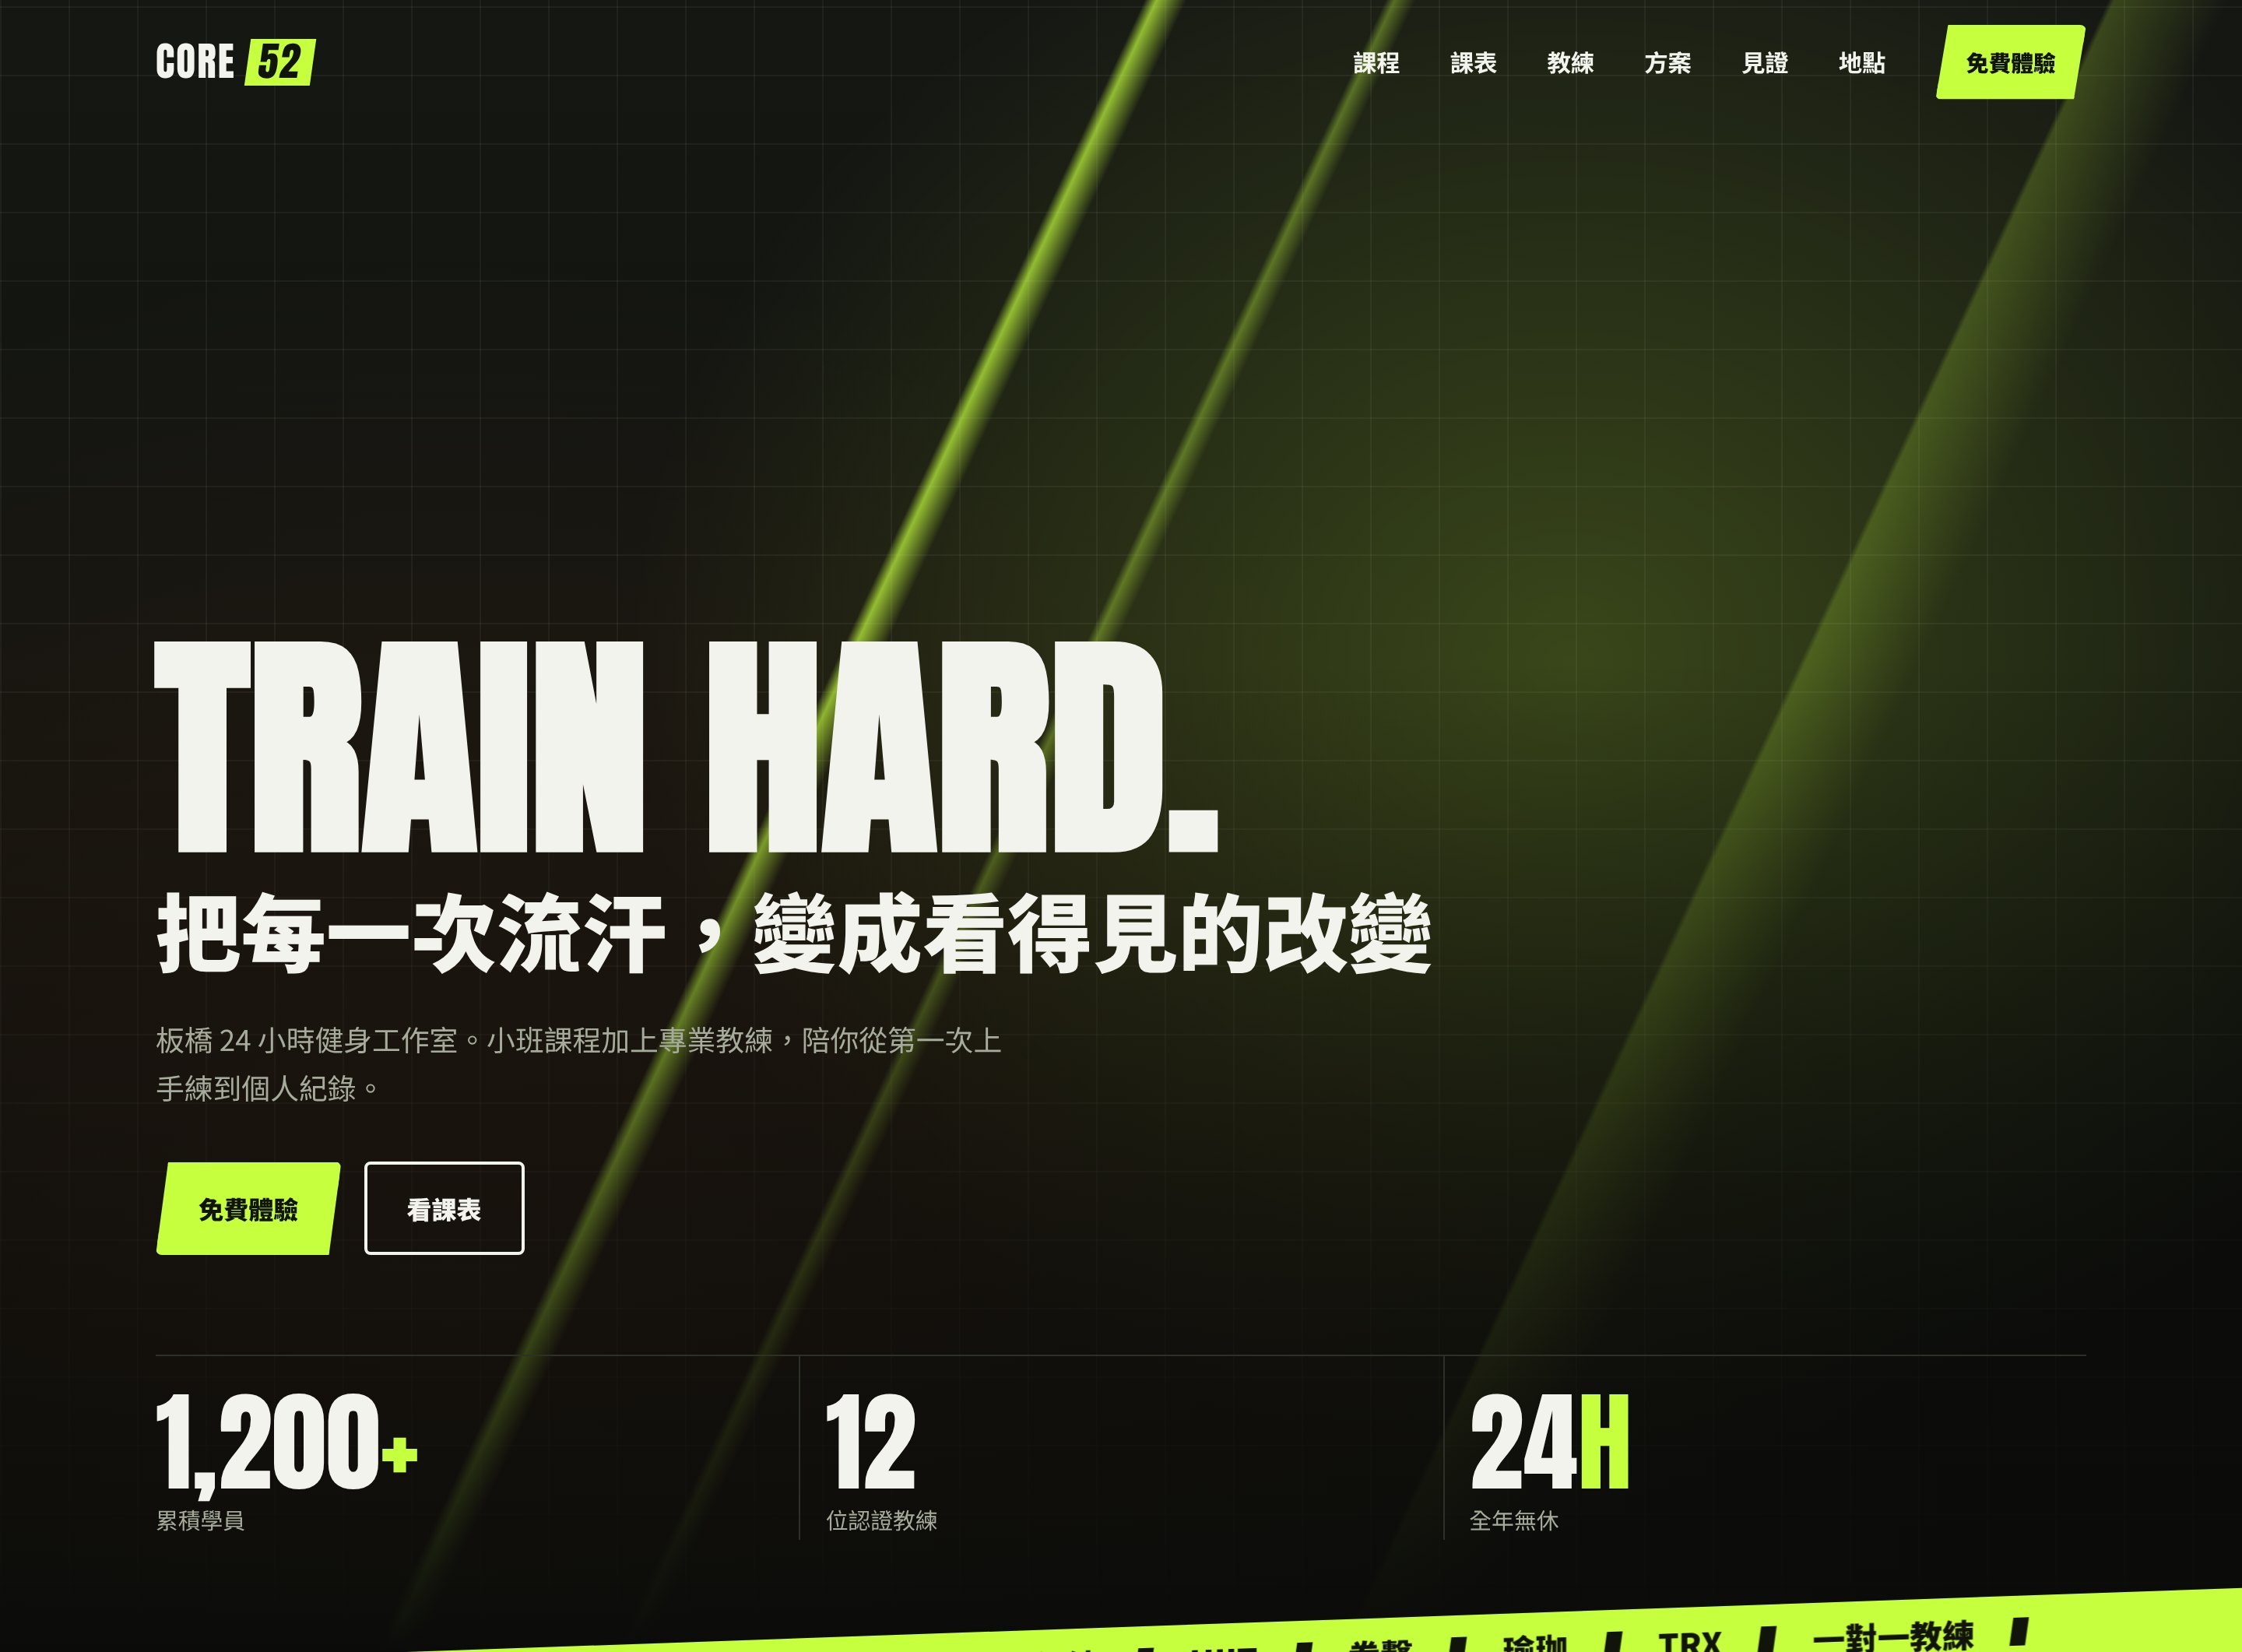 CORE 52
課程 課表 教練 方案 見證 地點 免費體驗
TRAIN HARD.
把每一次流汗，變成看得見的改變
板橋 24 小時健身工作室。小班課程加上專業教練，陪你從第一次上
手練到個人紀錄。
免費體驗 看課表
1,200+ 12 24H
累積學員 位認證教練 全年無休
拳擊 瑜珈 TRX 一對一教練